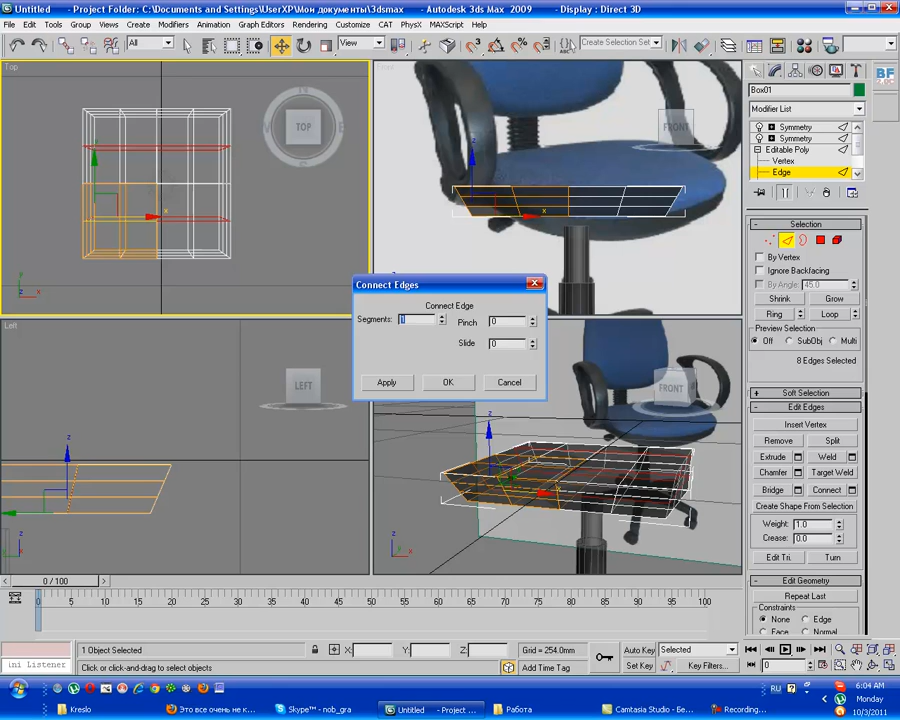 Untitled - Project Folder: C:\Documents and Settings\UserXP\Мои документы\3dsmax - Autodesk 3ds Max 2009 - Display : Direct 3D
File Edit Tools Group Views Create Modifiers Animation Graph Editors Rendering Customize CAT PhysX MAXScript Help
All View Create Selection Set
Top
TOP
FRONT
Box01
BF
Modifier List
Symmetry
Symmetry
Editable Poly
Vertex
Edge
Selection
By Vertex
Ignore Backfacing
By Angle: 45.0
Shrink Grow
Ring Loop
Preview Selection
Off SubObj Multi
8 Edges Selected
Soft Selection
Edit Edges
Insert Vertex
Remove Split
Extrude Weld
Chamfer Target Weld
Bridge Connect
Create Shape From Selection
Weight: 1.0
Crease: 0.0
Edit Tri. Turn
Edit Geometry
Repeat Last
Constraints
None Edge
Face Normal
Connect Edges
Connect Edge
Segments: 1 Pinch 0
Slide 0
Apply OK Cancel
Left
LEFT
FRONT
0 / 100
0 5 10 15 20 25 30 35 40 45 50 55 60 65 70 75 80 85 90 95 100
1 Object Selected X: Y: Z: Grid = 254.0mm Auto Key Selected
ini Listener Click or click-and-drag to select objects Add Time Tag Set Key Key Filters... 0
RU 6:04 AM
Monday
10/3/2011
Kreslo Это все очень не к... Skype™ - nob_gra Untitled - Project ... Работа Camtasia Studio - Бе... Recording...